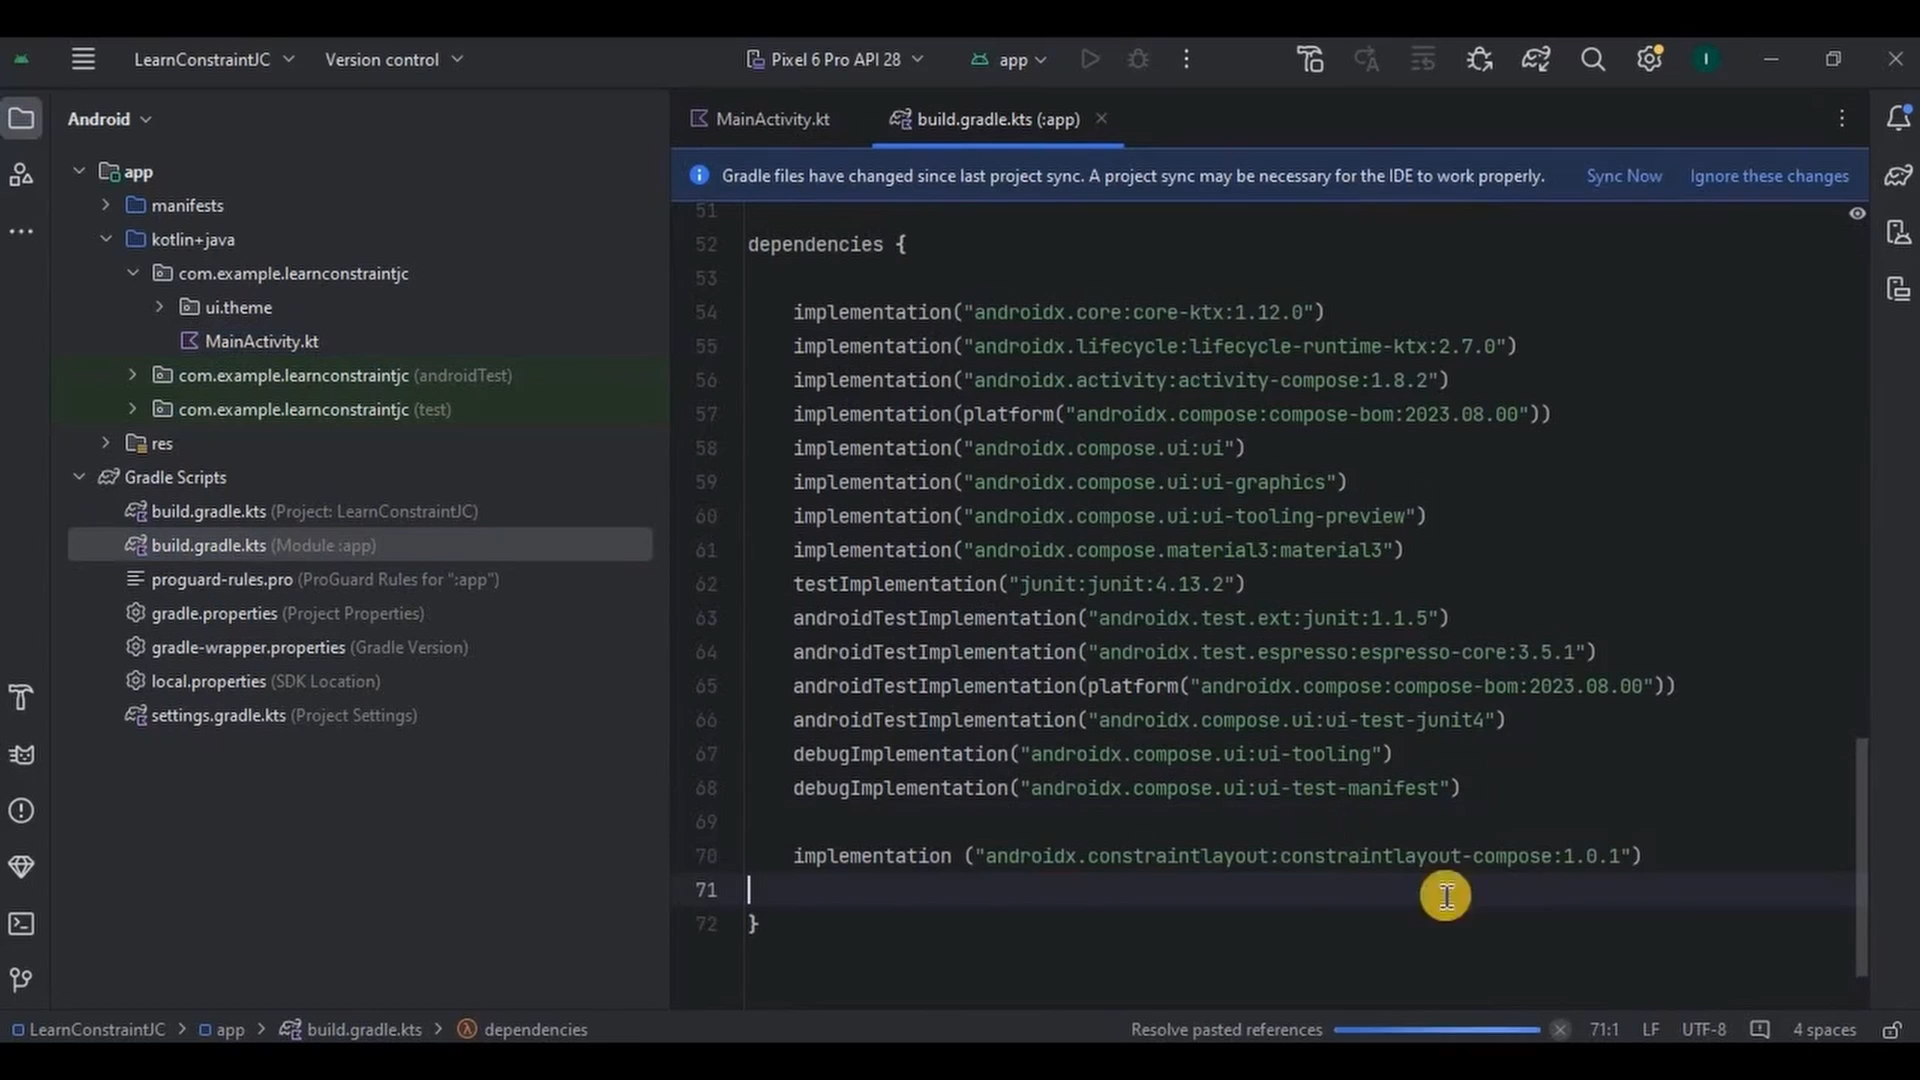 LearnConstraintJC
Version control
Pixel 6 Pro API 28
app
I
Android
app
manifests
kotlin+java
com.example.learnconstraintjc
ui.theme
MainActivity.kt
com.example.learnconstraintjc (androidTest)
com.example.learnconstraintjc (test)
res
Gradle Scripts
build.gradle.kts (Project: LearnConstraintJC)
build.gradle.kts (Module :app)
proguard-rules.pro (ProGuard Rules for ":app")
gradle.properties (Project Properties)
gradle-wrapper.properties (Gradle Version)
local.properties (SDK Location)
settings.gradle.kts (Project Settings)
MainActivity.kt
build.gradle.kts (:app)
Gradle files have changed since last project sync. A project sync may be necessary for the IDE to work properly.
Sync Now
Ignore these changes
51
52 dependencies {
53
54 implementation("androidx.core:core-ktx:1.12.0")
55 implementation("androidx.lifecycle:lifecycle-runtime-ktx:2.7.0")
56 implementation("androidx.activity:activity-compose:1.8.2")
57 implementation(platform("androidx.compose:compose-bom:2023.08.00"))
58 implementation("androidx.compose.ui:ui")
59 implementation("androidx.compose.ui:ui-graphics")
60 implementation("androidx.compose.ui:ui-tooling-preview")
61 implementation("androidx.compose.material3:material3")
62 testImplementation("junit:junit:4.13.2")
63 androidTestImplementation("androidx.test.ext:junit:1.1.5")
64 androidTestImplementation("androidx.test.espresso:espresso-core:3.5.1")
65 androidTestImplementation(platform("androidx.compose:compose-bom:2023.08.00"))
66 androidTestImplementation("androidx.compose.ui:ui-test-junit4")
67 debugImplementation("androidx.compose.ui:ui-tooling")
68 debugImplementation("androidx.compose.ui:ui-test-manifest")
69
70 implementation ("androidx.constraintlayout:constraintlayout-compose:1.0.1")
71
72 }
LearnConstraintJC > app > build.gradle.kts > dependencies
Resolve pasted references
71:1
LF
UTF-8
4 spaces